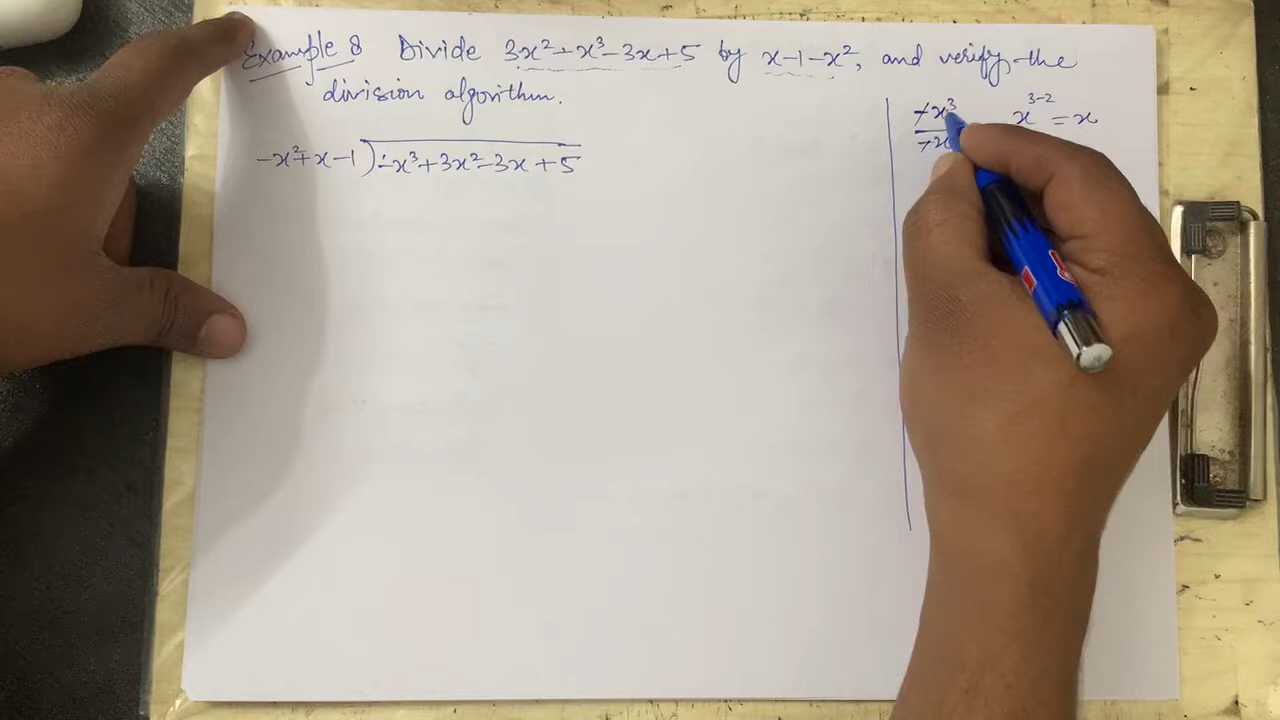 Example 8 Divide 3x² - x³ - 3x + 5 by x - 1 - x², and verify the
division algorithm.
-x² + x - 1 ) -x³ + 3x² - 3x + 5
-x³
-x
x³⁻² = x